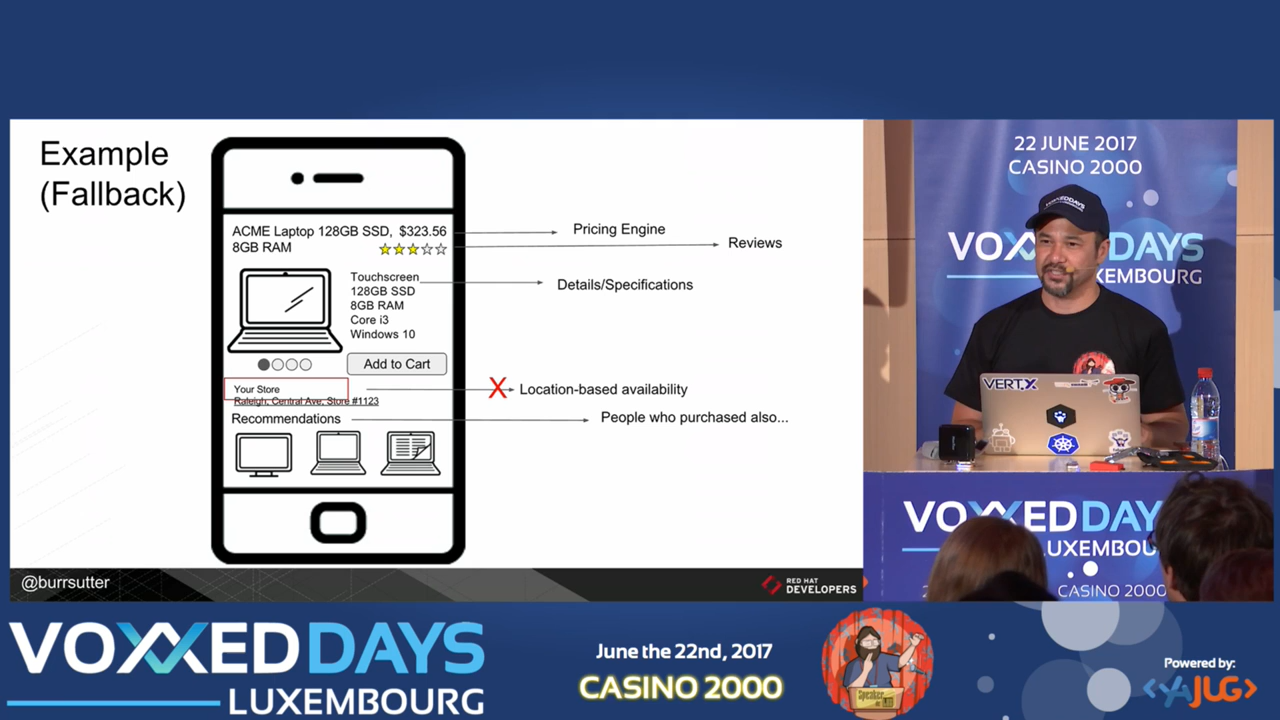 Example
(Fallback)
ACME Laptop 128GB SSD, $323.56
8GB RAM
Touchscreen
128GB SSD
8GB RAM
Core i3
Windows 10
Add to Cart
Your Store
Raleigh, Central Ave, Store #1123
Recommendations
Pricing Engine
Reviews
Details/Specifications
X
Location-based availability
People who purchased also...
@burrsutter
RED HAT
DEVELOPERS
22 JUNE 2017
CASINO 2000
VOXXED DAYS
LUXEMBOURG
VERT.X
VOXXED DAYS
LUXEMBOU
CASINO 2000
VOXXED DAYS
LUXEMBOURG
June the 22nd, 2017
CASINO 2000
Speaker
Powered by:
YAJUG